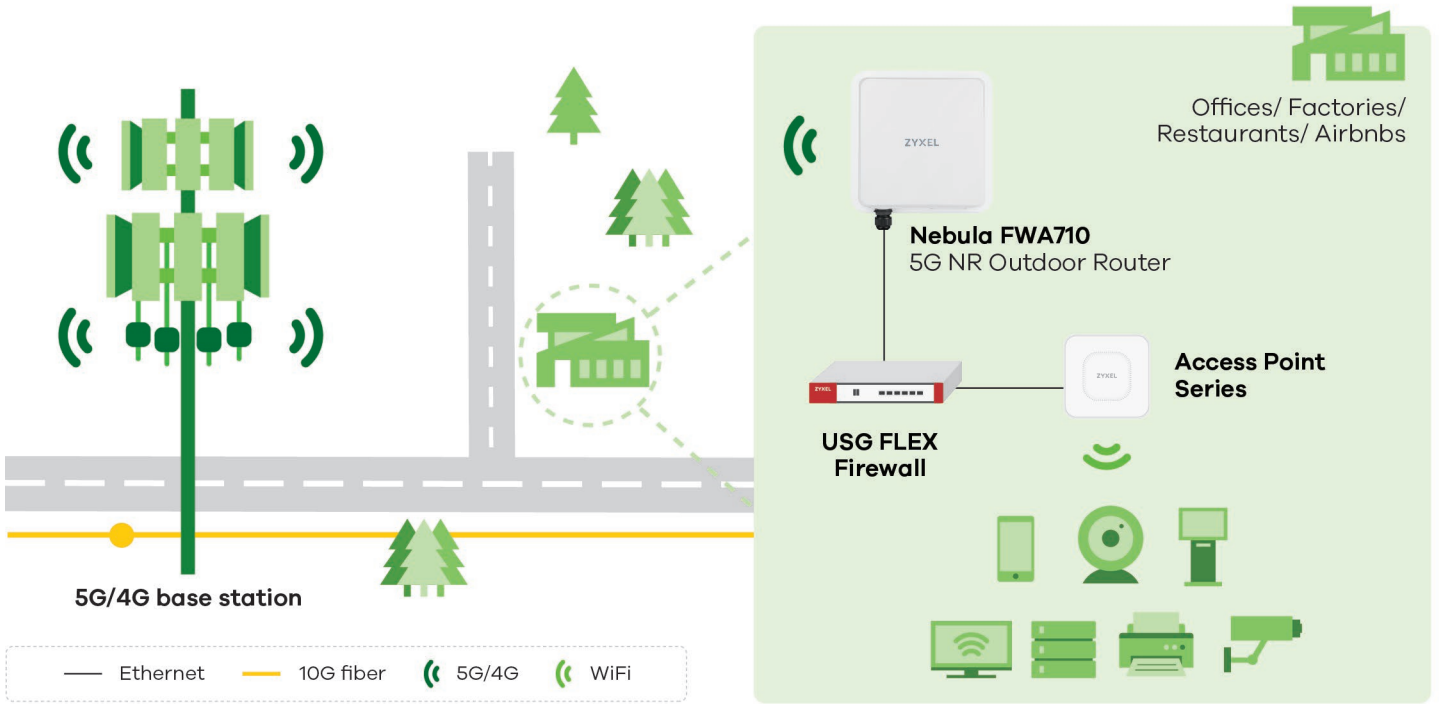 Offices/ Factories/
Restaurants/ Airbnbs
ZYXEL
Nebula FWA710
5G NR Outdoor Router
ZYXEL
ZYXEL
Access Point
Series
USG FLEX
Firewall
5G/4G base station
Ethernet
10G fiber
5G/4G
WiFi